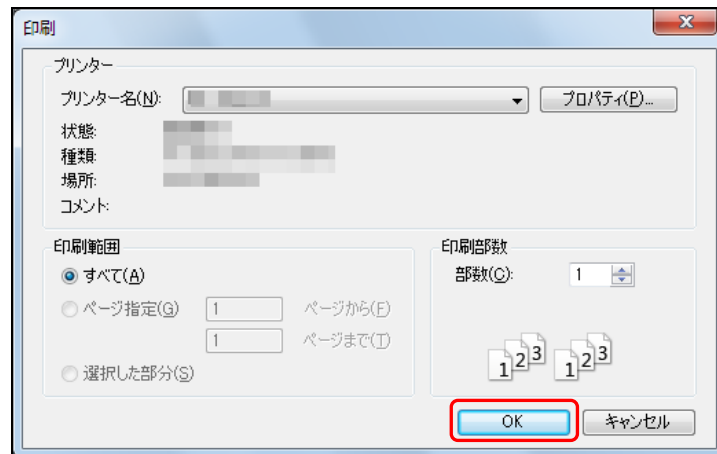 印刷
プリンター
プリンター名(N): プロパティ(P)...
状態:
種類:
場所:
コメント:
印刷範囲
すべて(A)
ページ指定(G) 1 ページから(F)
1 ページまで(T)
選択した部分(S)
印刷部数
部数(C): 1
1 2 3 1 2 3
OK キャンセル